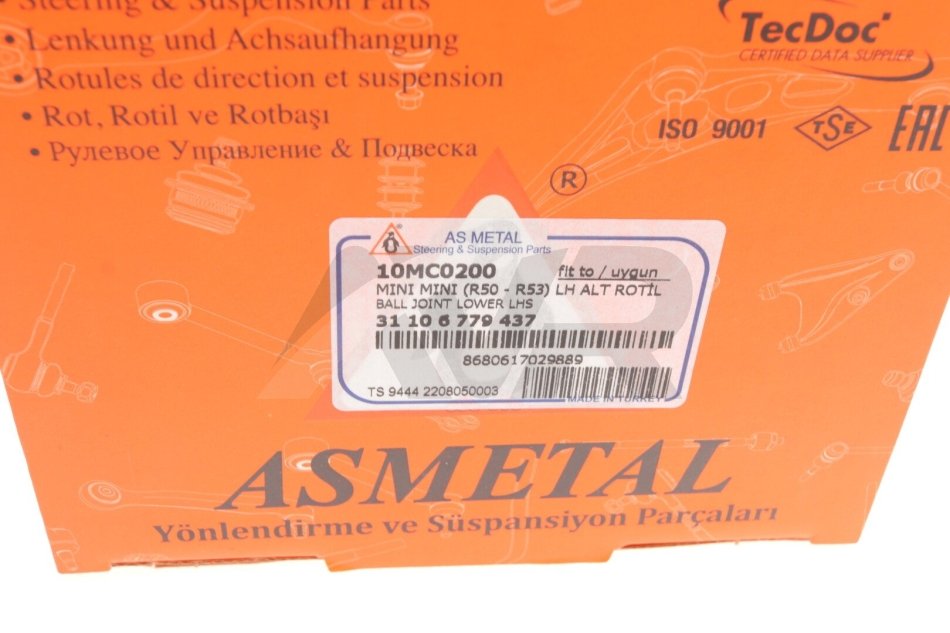 • Steering & Suspension Parts
• Lenkung und Achsaufhangung
• Rotules de direction et suspension
• Rot, Rotil ve Rotbaşı
• Рулевое Управление & Подвеска
TecDoc
CERTIFIED DATA SUPPLIER
ISO 9001
TSE
EAC
®
AS METAL
Steering & Suspension Parts
10MC0200 fit to / uygun
MINI MINI (R50 - R53) LH ALT ROTİL
BALL JOINT LOWER LHS
31 10 6 779 437
8680617029889
TS 9444 2208050003
MADE IN TURKEY
ASMETAL
Yönlendirme ve Süspansiyon Parçaları